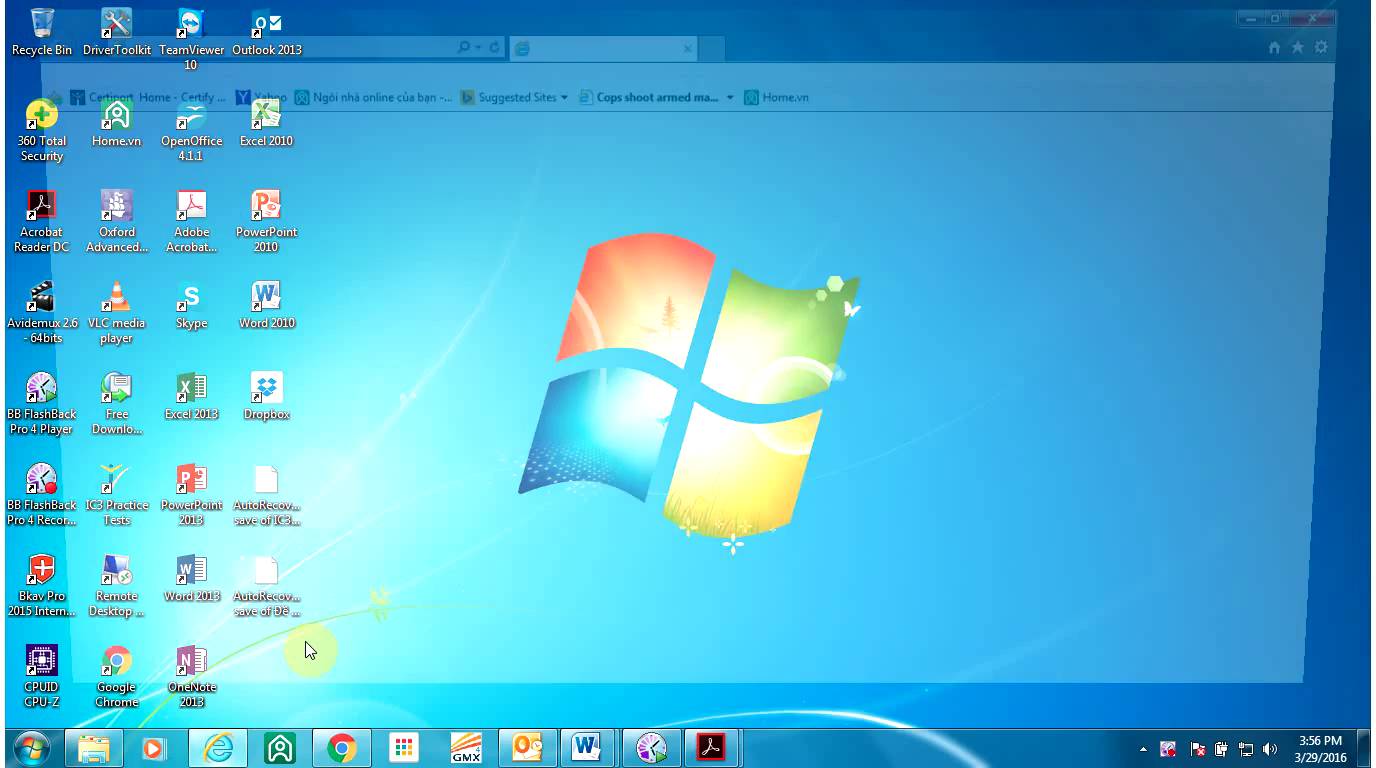 Recycle Bin
DriverToolkit
TeamViewer
10
Outlook 2013
Certiport Home - Certify ...
Yahoo
Ngôi nhà online của bạn -...
Suggested Sites
Cops shoot armed ma...
Home.vn
360 Total
Security
Home.vn
OpenOffice
4.1.1
Excel 2010
Acrobat
Reader DC
Oxford
Advanced...
Adobe
Acrobat...
PowerPoint
2010
Avidemux 2.6
- 64bits
VLC media
player
Skype
Word 2010
BB FlashBack
Pro 4 Player
Free
Downlo...
Excel 2013
Dropbox
BB FlashBack
Pro 4 Recor...
IC3 Practice
Tests
PowerPoint
2013
AutoRecov...
save of IC3...
Bkav Pro
2015 Intern...
Remote
Desktop ...
Word 2013
AutoRecov...
save of Đề ...
CPUID
CPU-Z
Google
Chrome
OneNote
2013
GMX
3:56 PM
3/29/2016